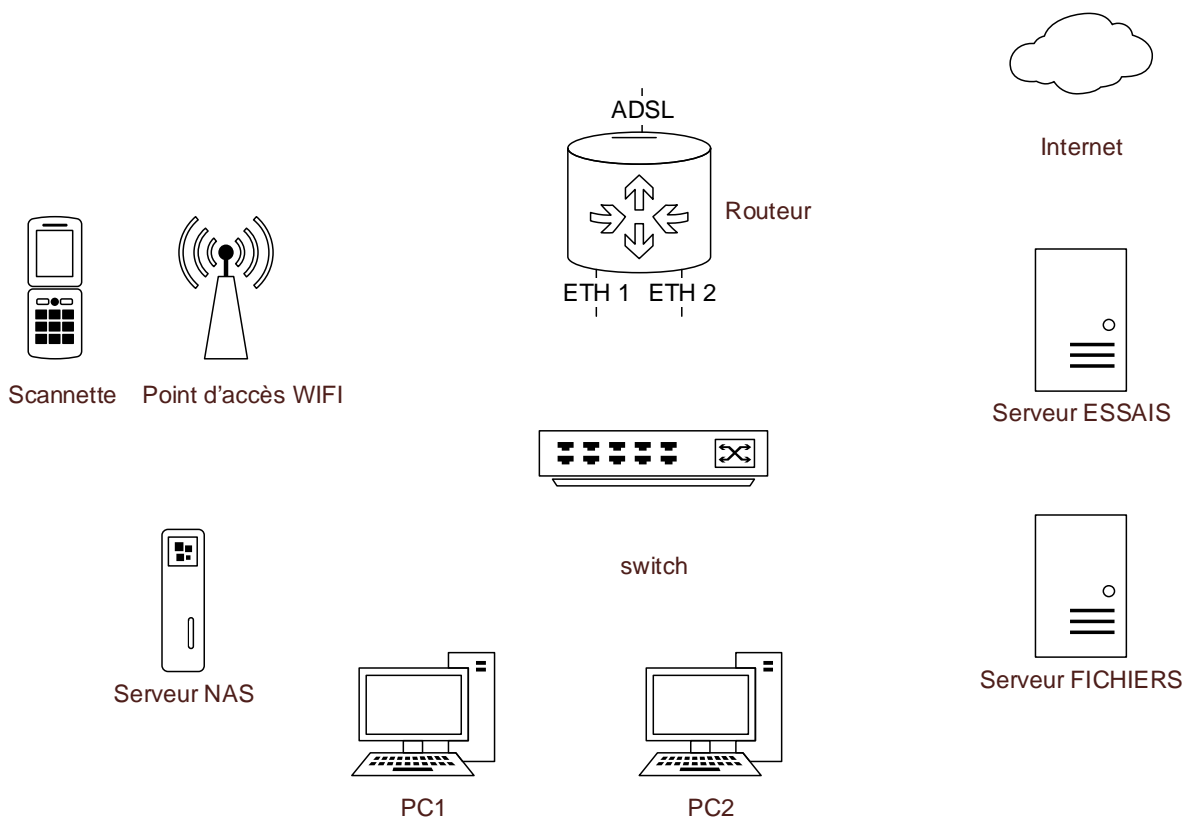 ADSL
Internet
Routeur
ETH 1 ETH 2
Scannette Point d'accès WIFI
Serveur ESSAIS
switch
Serveur NAS
Serveur FICHIERS
PC1 PC2